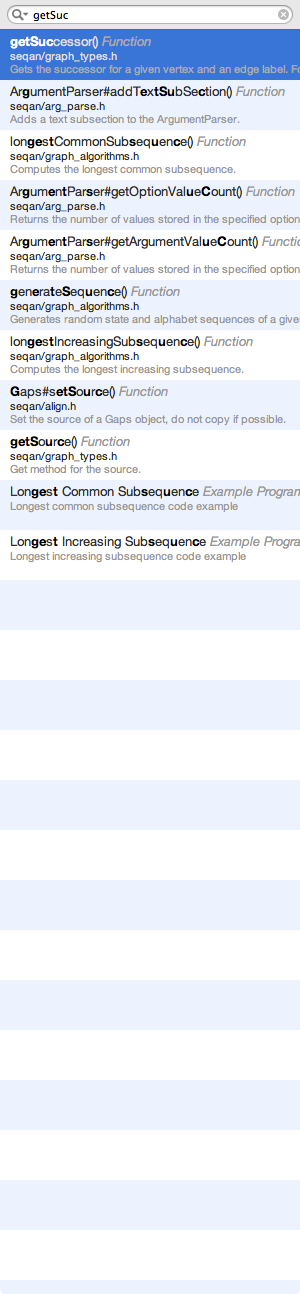 getSuc
getSuccessor() Function
seqan/graph_types.h
Gets the successor for a given vertex and an edge label. Fo
ArgumentParser#addTextSubSection() Function
seqan/arg_parse.h
Adds a text subsection to the ArgumentParser.
longestCommonSubsequence() Function
seqan/graph_algorithms.h
Computes the longest common subsequence.
ArgumentParser#getOptionValueCount() Function
seqan/arg_parse.h
Returns the number of values stored in the specified option
ArgumentParser#getArgumentValueCount() Functio
seqan/arg_parse.h
Returns the number of values stored in the specified option
generateSequence() Function
seqan/graph_algorithms.h
Generates random state and alphabet sequences of a give
longestIncreasingSubsequence() Function
seqan/graph_algorithms.h
Computes the longest increasing subsequence.
Gaps#setSource() Function
seqan/align.h
Set the source of a Gaps object, do not copy if possible.
getSource() Function
seqan/graph_types.h
Get method for the source.
Longest Common Subsequence Example Program
Longest common subsequence code example
Longest Increasing Subsequence Example Progra
Longest increasing subsequence code example